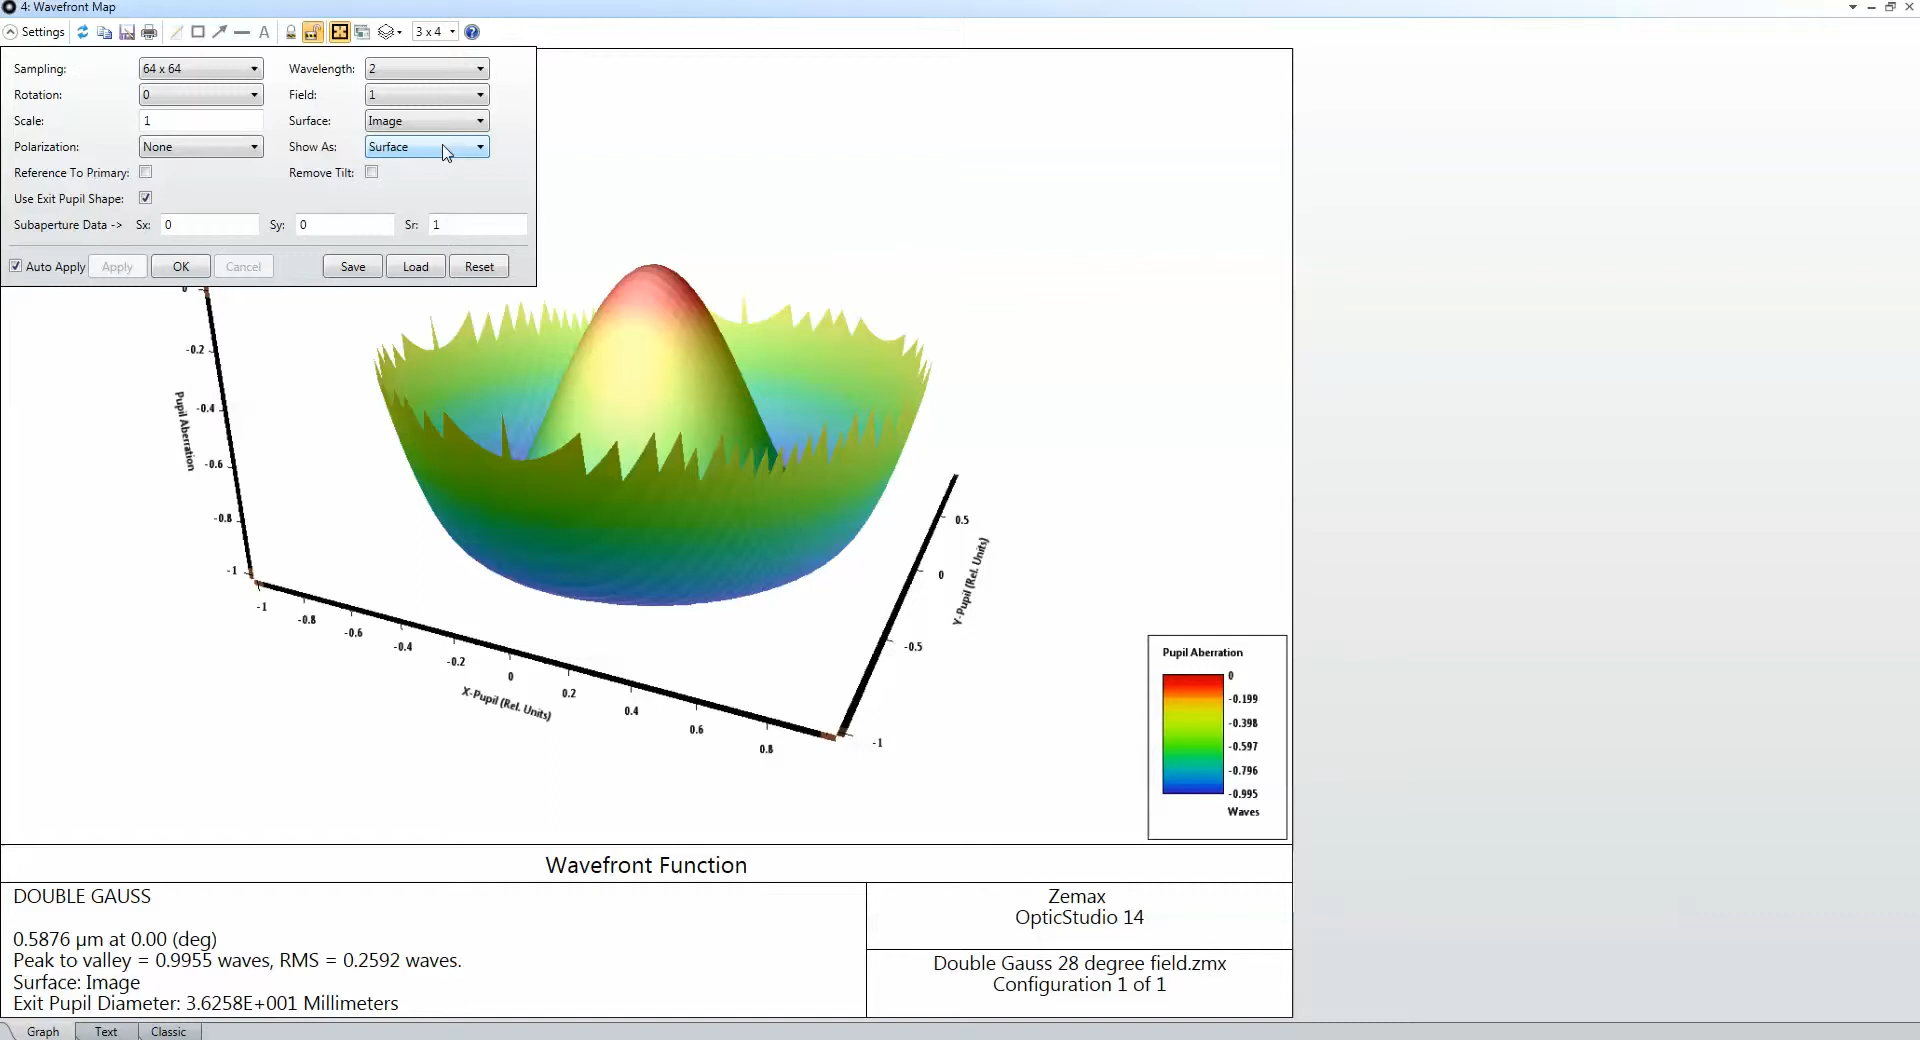 4: Wavefront Map
Settings
A
3 x 4
Sampling: 64 x 64 Wavelength: 2
Rotation: 0 Field: 1
Scale: 1 Surface: Image
Polarization: None Show As: Surface
Reference To Primary: Remove Tilt:
Use Exit Pupil Shape:
Subaperture Data -> Sx: 0 Sy: 0 Sr: 1
Auto Apply Apply OK Cancel Save Load Reset
0
-0.2
-0.4
-0.6
-0.8
-1
Pupil Aberration
-1
-0.8
-0.6
-0.4
-0.2
0
0.2
0.4
0.6
0.8
X-Pupil (Rel. Units)
0.5
0
-0.5
-1
Y-Pupil (Rel. Units)
Pupil Aberration
0
-0.199
-0.398
-0.597
-0.796
-0.995
Waves
Wavefront Function
DOUBLE GAUSS
0.5876 µm at 0.00 (deg)
Peak to valley = 0.9955 waves, RMS = 0.2592 waves.
Surface: Image
Exit Pupil Diameter: 3.6258E+001 Millimeters
Zemax
OpticStudio 14
Double Gauss 28 degree field.zmx
Configuration 1 of 1
Graph Text Classic